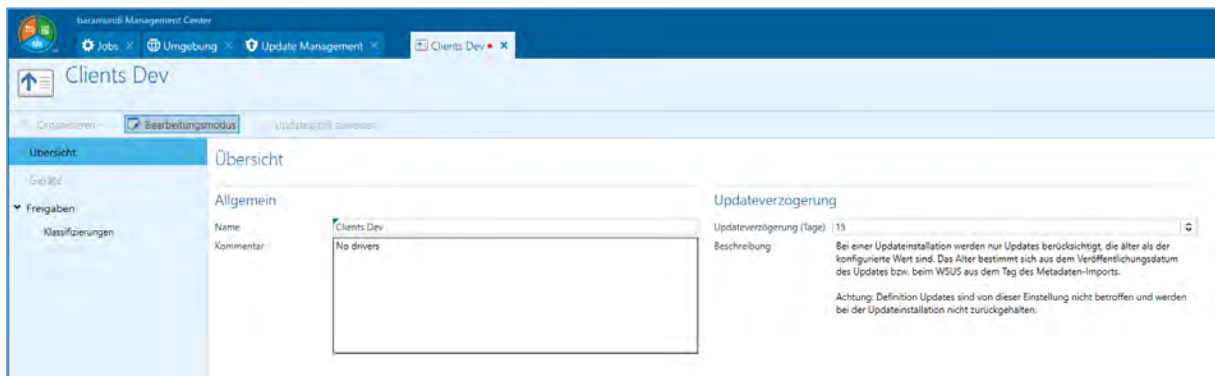 baramundi Management Center
Jobs
Umgebung
Update Management
Clients Dev
Clients Dev
Organisieren
Bearbeitungsmodus
Updateprofil zuweisen
Übersicht
Übersicht
Geräte
Allgemein
Updateverzögerung
Freigaben
Klassifizierungen
Name
Clients Dev
Updateverzögerung (Tage)
15
Kommentar
No drivers
Beschreibung
Bei einer Updateinstallation werden nur Updates berücksichtigt, die älter als der
konfigurierte Wert sind. Das Alter bestimmt sich aus dem Veröffentlichungsdatum
des Updates bzw. beim WSUS aus dem Tag des Metadaten-Imports.
Achtung: Definition Updates sind von dieser Einstellung nicht betroffen und werden
bei der Updateinstallation nicht zurückgehalten.